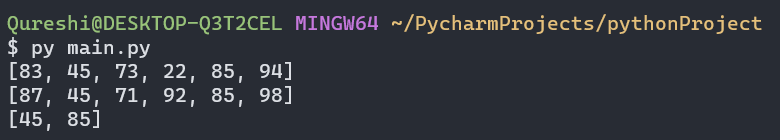 Qureshi@DESKTOP-Q3T2CEL MINGW64 ~/PycharmProjects/pythonProject
$ py main.py
[83, 45, 73, 22, 85, 94]
[87, 45, 71, 92, 85, 98]
[45, 85]